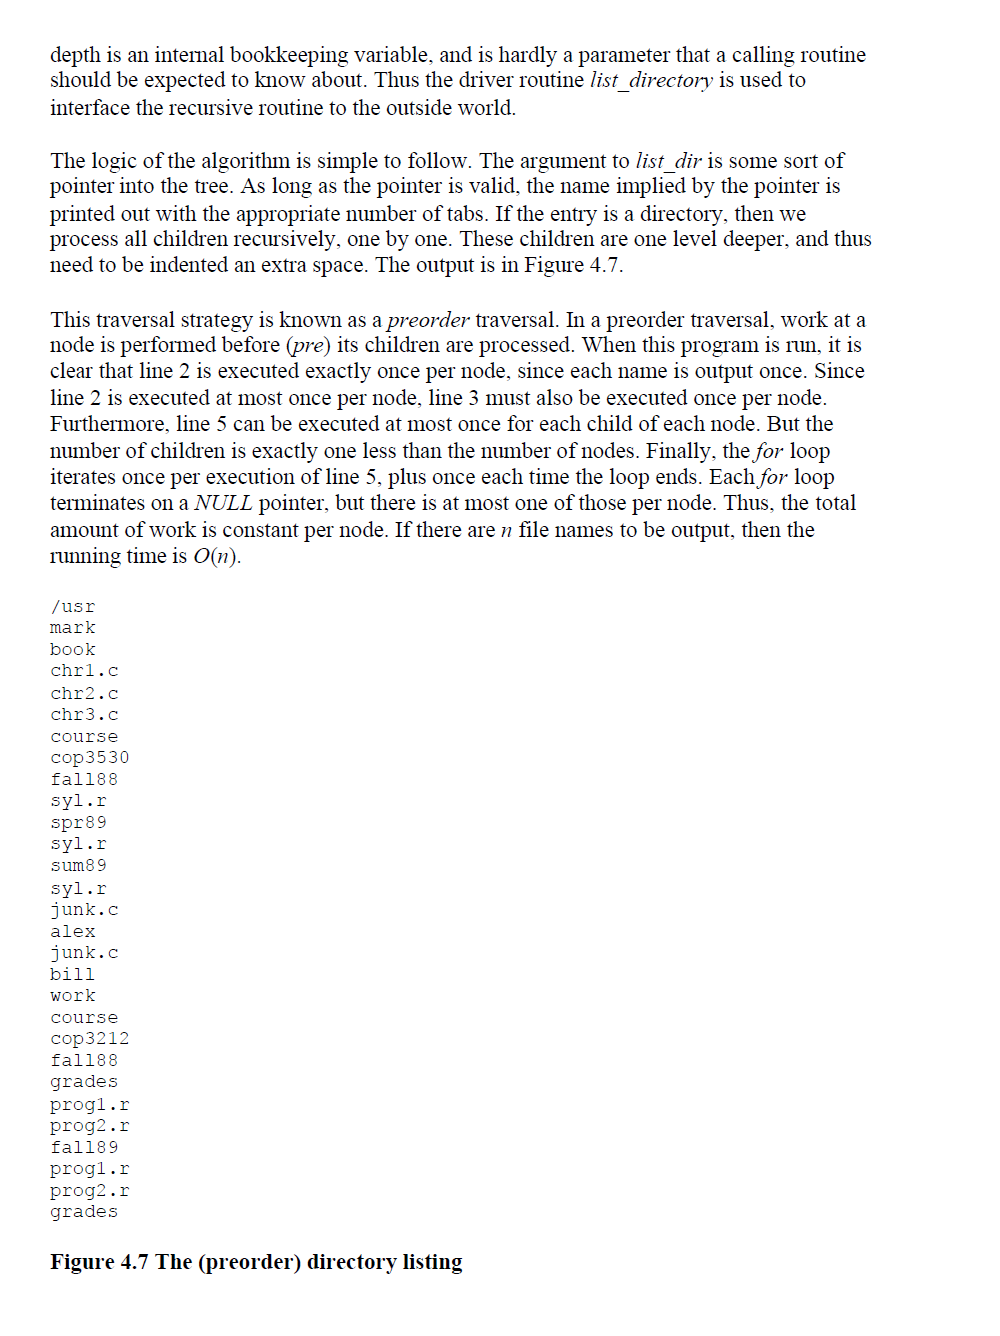 depth is an internal bookkeeping variable, and is hardly a parameter that a calling routine
should be expected to know about. Thus the driver routine list_directory is used to
interface the recursive routine to the outside world.
The logic of the algorithm is simple to follow. The argument to list_dir is some sort of
pointer into the tree. As long as the pointer is valid, the name implied by the pointer is
printed out with the appropriate number of tabs. If the entry is a directory, then we
process all children recursively, one by one. These children are one level deeper, and thus
need to be indented an extra space. The output is in Figure 4.7.
This traversal strategy is known as a preorder traversal. In a preorder traversal, work at a
node is performed before (pre) its children are processed. When this program is run, it is
clear that line 2 is executed exactly once per node, since each name is output once. Since
line 2 is executed at most once per node, line 3 must also be executed once per node.
Furthermore, line 5 can be executed at most once for each child of each node. But the
number of children is exactly one less than the number of nodes. Finally, the for loop
iterates once per execution of line 5, plus once each time the loop ends. Each for loop
terminates on a NULL pointer, but there is at most one of those per node. Thus, the total
amount of work is constant per node. If there are n file names to be output, then the
running time is O(n).
/usr
mark
book
chr1.c
chr2.c
chr3.c
course
cop3530
fall88
syl.r
spr89
syl.r
sum89
syl.r
junk.c
alex
junk.c
bill
work
course
cop3212
fall88
grades
prog1.r
prog2.r
fall89
prog1.r
prog2.r
grades
Figure 4.7 The (preorder) directory listing